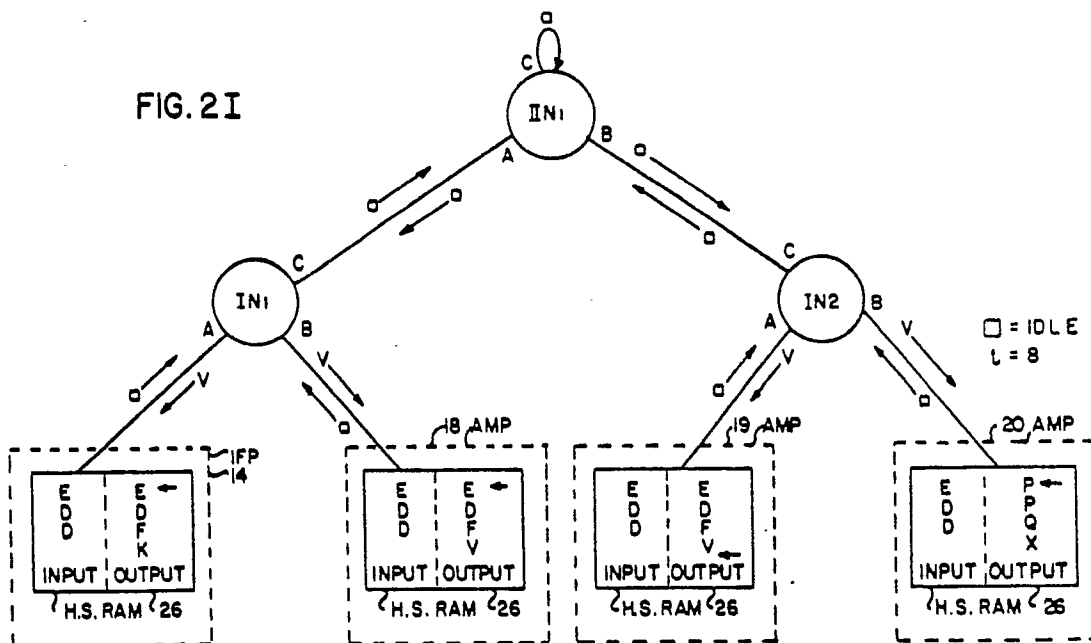 FIG. 2I
□
C
IIN1
A
B
□
□
□
□
C
C
IN1
IN2
A
B
A
B
□ = IDLE
t = 8
□
V
V
□
□
V
V
□
IFP
14
18 AMP
19 AMP
20 AMP
E
D
D
E
D
F
K
INPUT OUTPUT
H.S. RAM 26
E
D
D
E
D
F
V
INPUT OUTPUT
H.S. RAM 26
E
D
D
E
D
F
V
INPUT OUTPUT
H.S. RAM 26
E
D
D
P
P
Q
X
INPUT OUTPUT
H.S. RAM 26